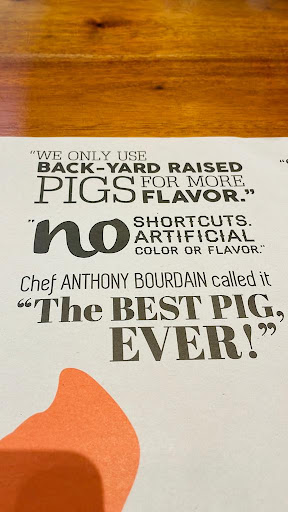 "WE ONLY USE
BACK-YARD RAISED
PIGS FOR MORE
FLAVOR."
"no SHORTCUTS.
ARTIFICIAL
COLOR OR FLAVOR."
Chef ANTHONY BOURDAIN called it
"The BEST PIG,
EVER!"